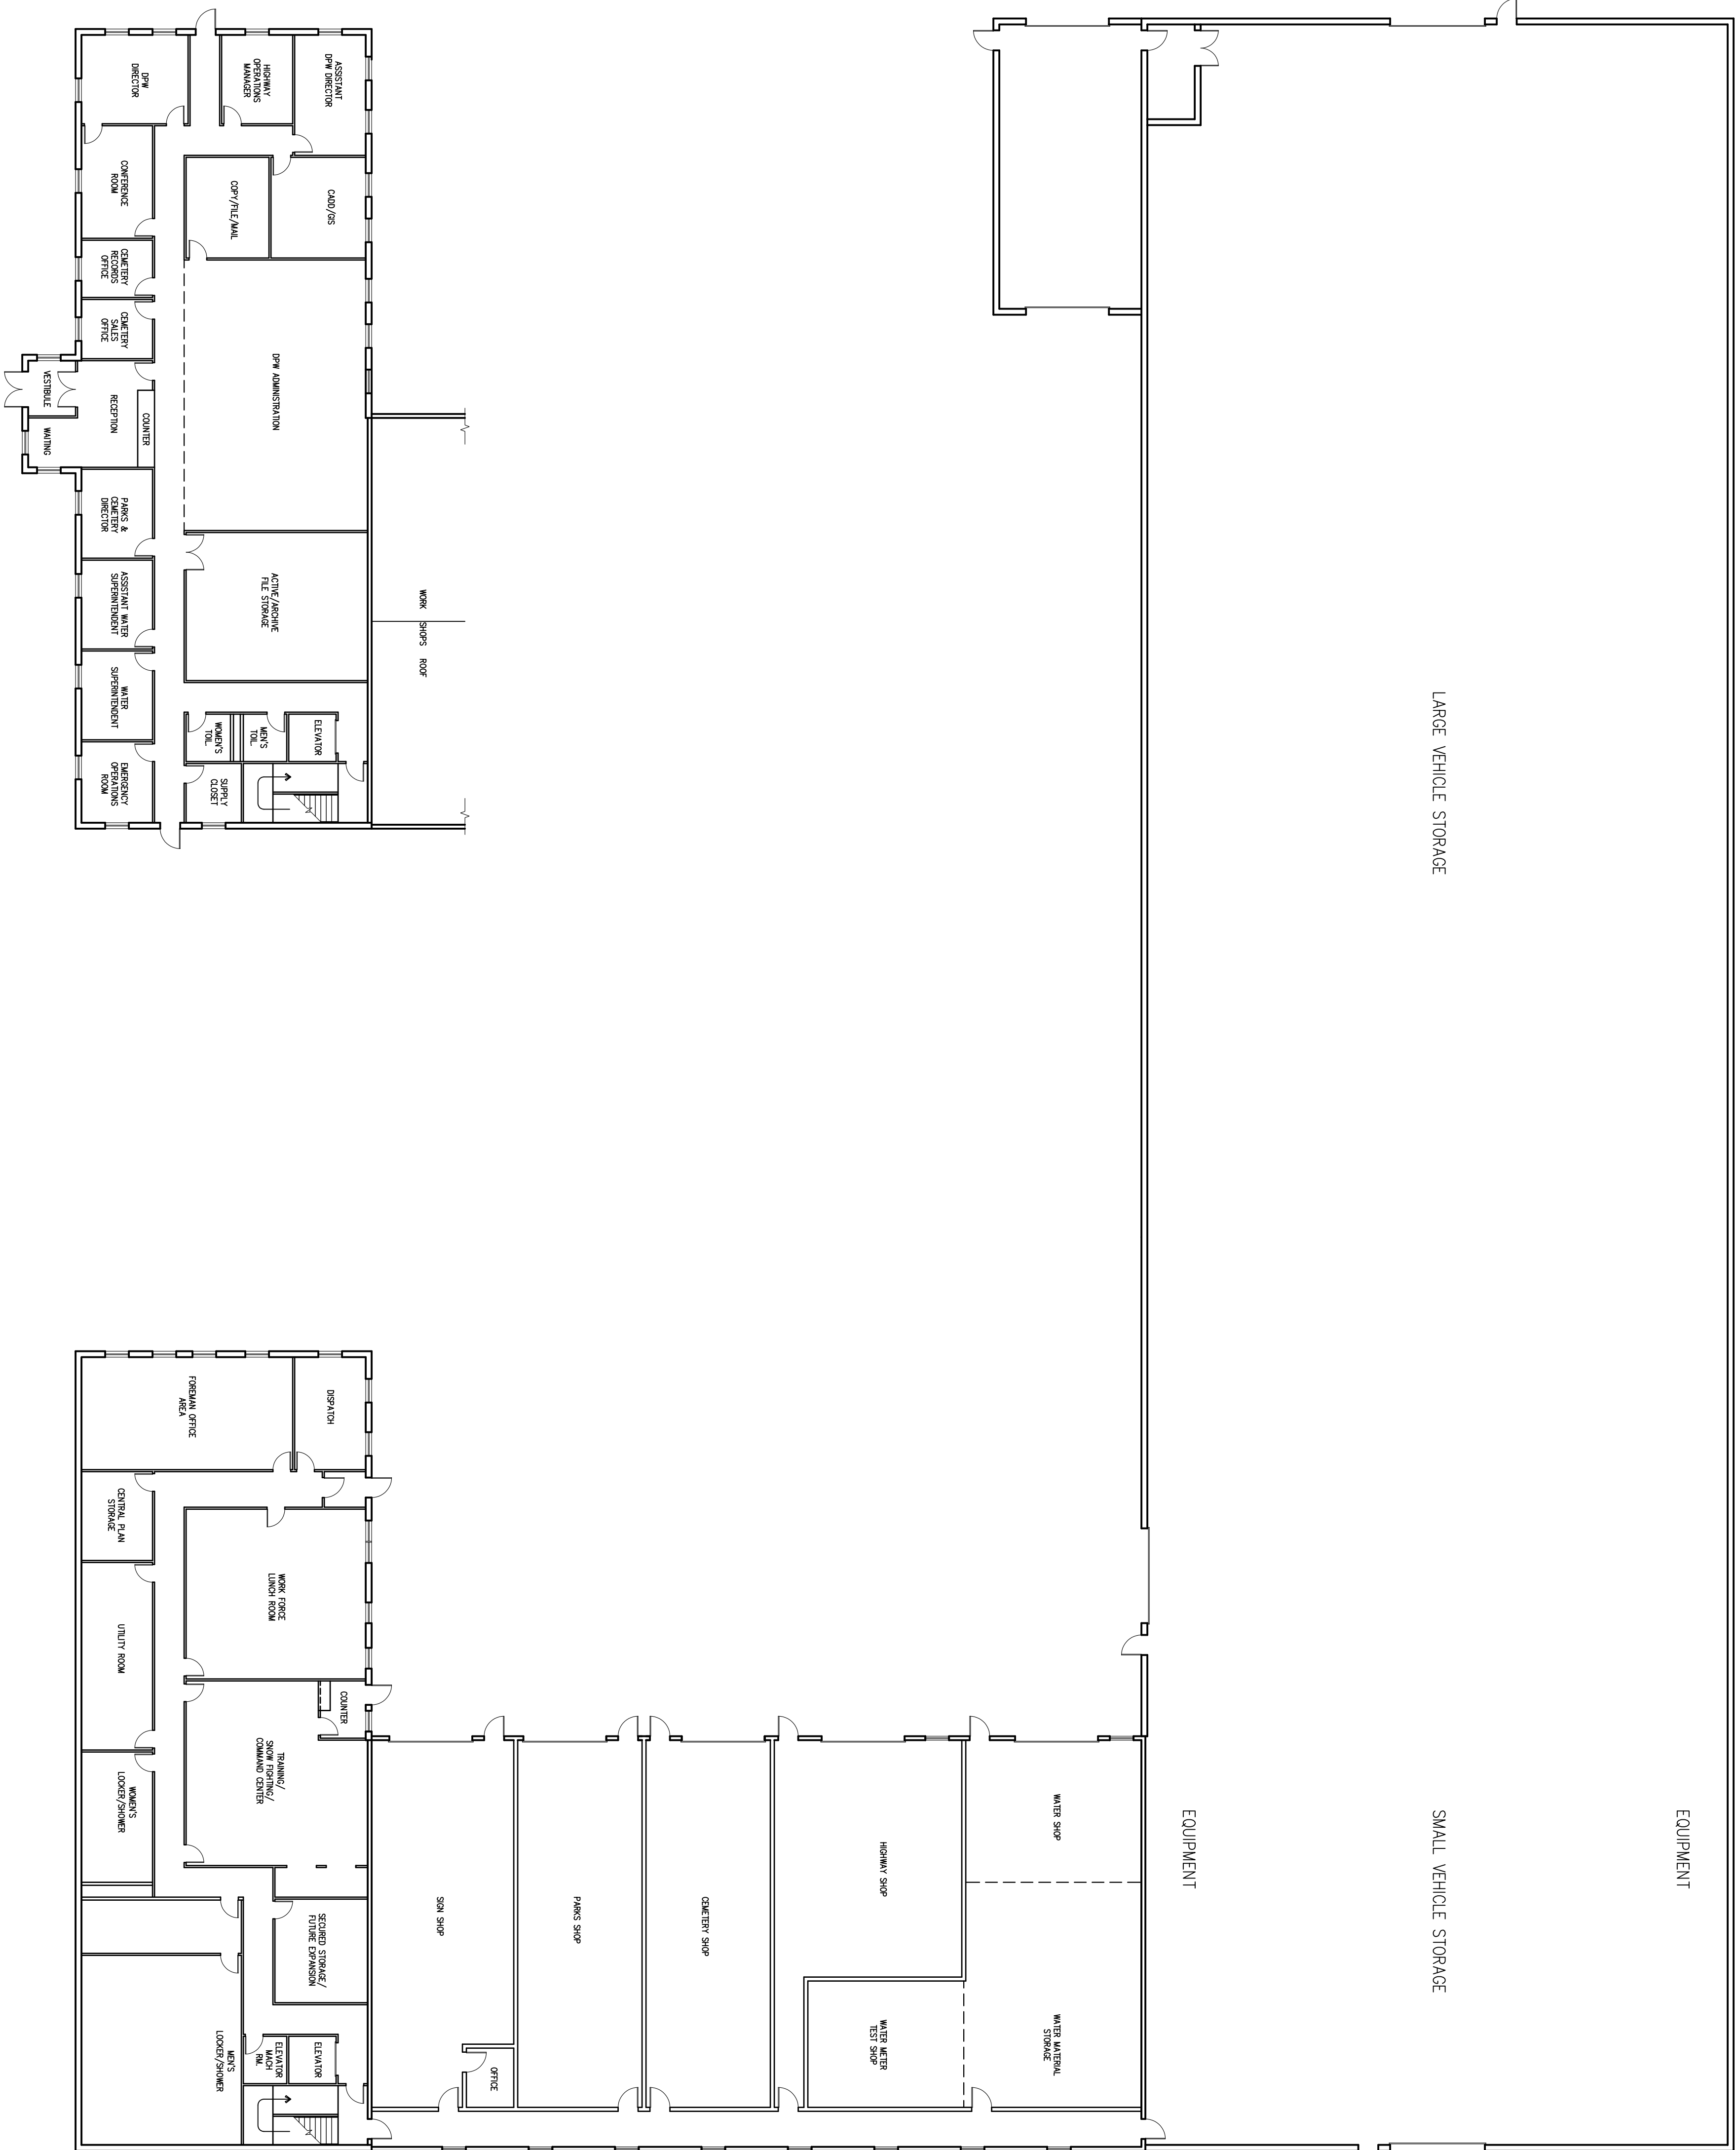 ASSISTANT
DPW DIRECTOR
HIGHWAY
OPERATIONS
MANAGER
DPW
DIRECTOR
CADD/GIS
COPY/FILE/MAIL
CONFERENCE
ROOM
CEMETERY
RECORDS
OFFICE
CEMETERY
SALES
OFFICE
DPW ADMINISTRATION
COUNTER
RECEPTION
VESTIBULE
WAITING
PARKS &
CEMETERY
DIRECTOR
ACTIVE/ARCHIVE
FILE STORAGE
ASSISTANT WATER
SUPERINTENDENT
WATER
SUPERINTENDENT
ELEVATOR
MEN'S
TOIL.
WOMEN'S
TOIL.
SUPPLY
CLOSET
EMERGENCY
OPERATIONS
ROOM
WORK SHOPS ROOF
LARGE VEHICLE STORAGE
EQUIPMENT
SMALL VEHICLE STORAGE
EQUIPMENT
DISPATCH
FOREMAN OFFICE
AREA
CENTRAL PLAN
STORAGE
WORK FORCE
LUNCH ROOM
UTILITY ROOM
COUNTER
TRAINING/
SNOW FIGHTING/
COMMAND CENTER
WOMEN'S
LOCKER/SHOWER
SECURED STORAGE/
FUTURE EXPANSION
MEN'S
LOCKER/SHOWER
ELEVATOR
ELEVATOR
MACH
RM.
WATER SHOP
HIGHWAY SHOP
CEMETERY SHOP
PARKS SHOP
SIGN SHOP
WATER MATERIAL
STORAGE
WATER METER
TEST SHOP
OFFICE